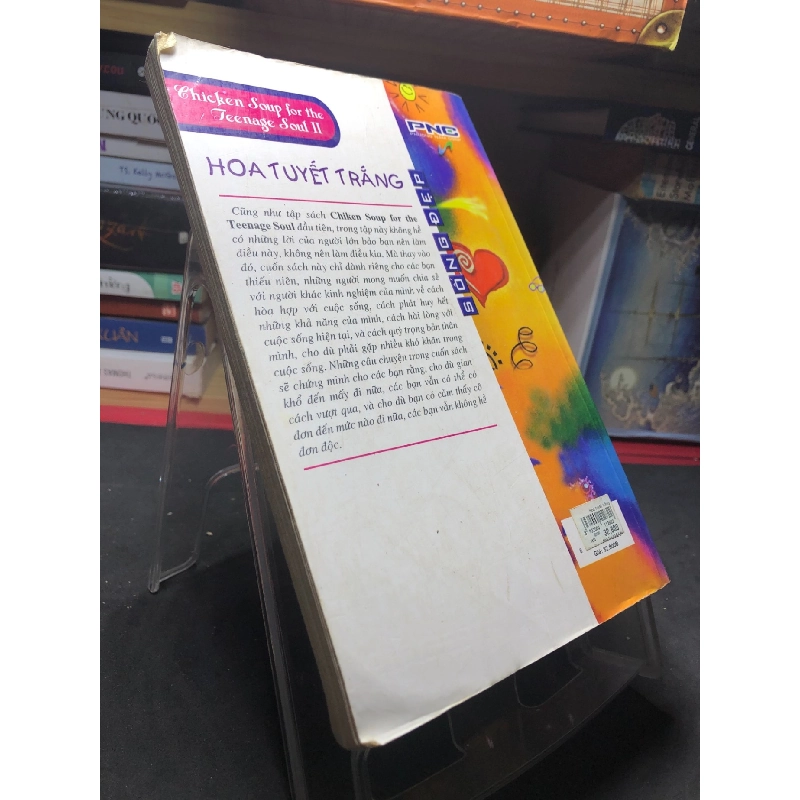 Chicken Soup for the
Teenage Soul II
PNC
HOA TUYẾT TRẮNG
SỐNG ĐẸP
Cũng như tập sách Chiken Soup for the
Teenage Soul đầu tiên, trong tập này không hề
có những lời của người lớn bảo bạn nên làm
điều này, không nên làm điều kia. Mà thay vào
đó, cuốn sách này chỉ dành riêng cho các bạn
thiếu niên, những người mong muốn chia sẻ
với người khác kinh nghiệm của mình về cách
hòa hợp với cuộc sống, cách phát huy hết
những khả năng của mình, cách hài lòng với
cuộc sống hiện tại, và cách quý trọng bản thân
mình, cho dù phải gặp nhiều khó khăn trong
cuộc sống. Những câu chuyện trong cuốn sách
sẽ chứng minh cho các bạn rằng, cho dù gian
khổ đến mấy đi nữa, các bạn vẫn có thể có
cách vượt qua, và cho dù bạn có cảm thấy cô
đơn đến mức nào đi nữa, các bạn vẫn không hề
đơn độc.